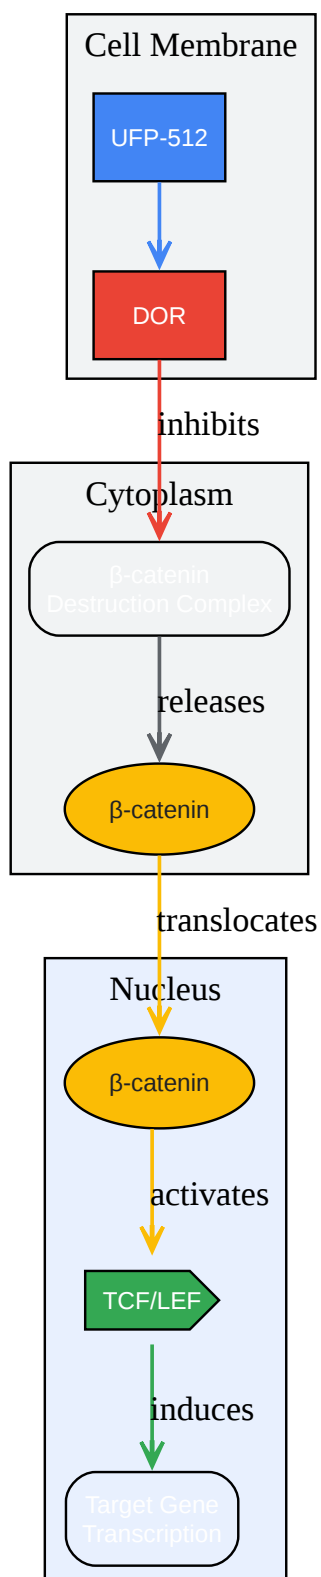 Cell Membrane
UFP-512
DOR
inhibits
Cytoplasm
β-catenin
Destruction Complex
releases
β-catenin
translocates
Nucleus
β-catenin
activates
TCF/LEF
induces
Target Gene
Transcription